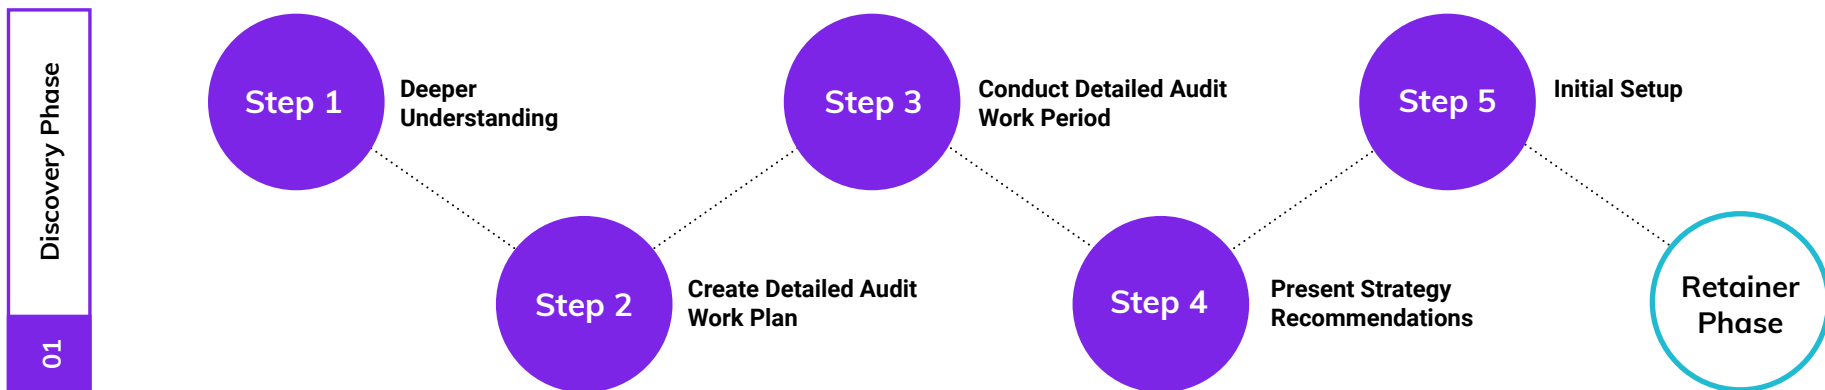 Discovery Phase
01
Step 1
Deeper
Understanding
Step 2
Create Detailed Audit
Work Plan
Step 3
Conduct Detailed Audit
Work Period
Step 4
Present Strategy
Recommendations
Step 5
Initial Setup
Retainer
Phase